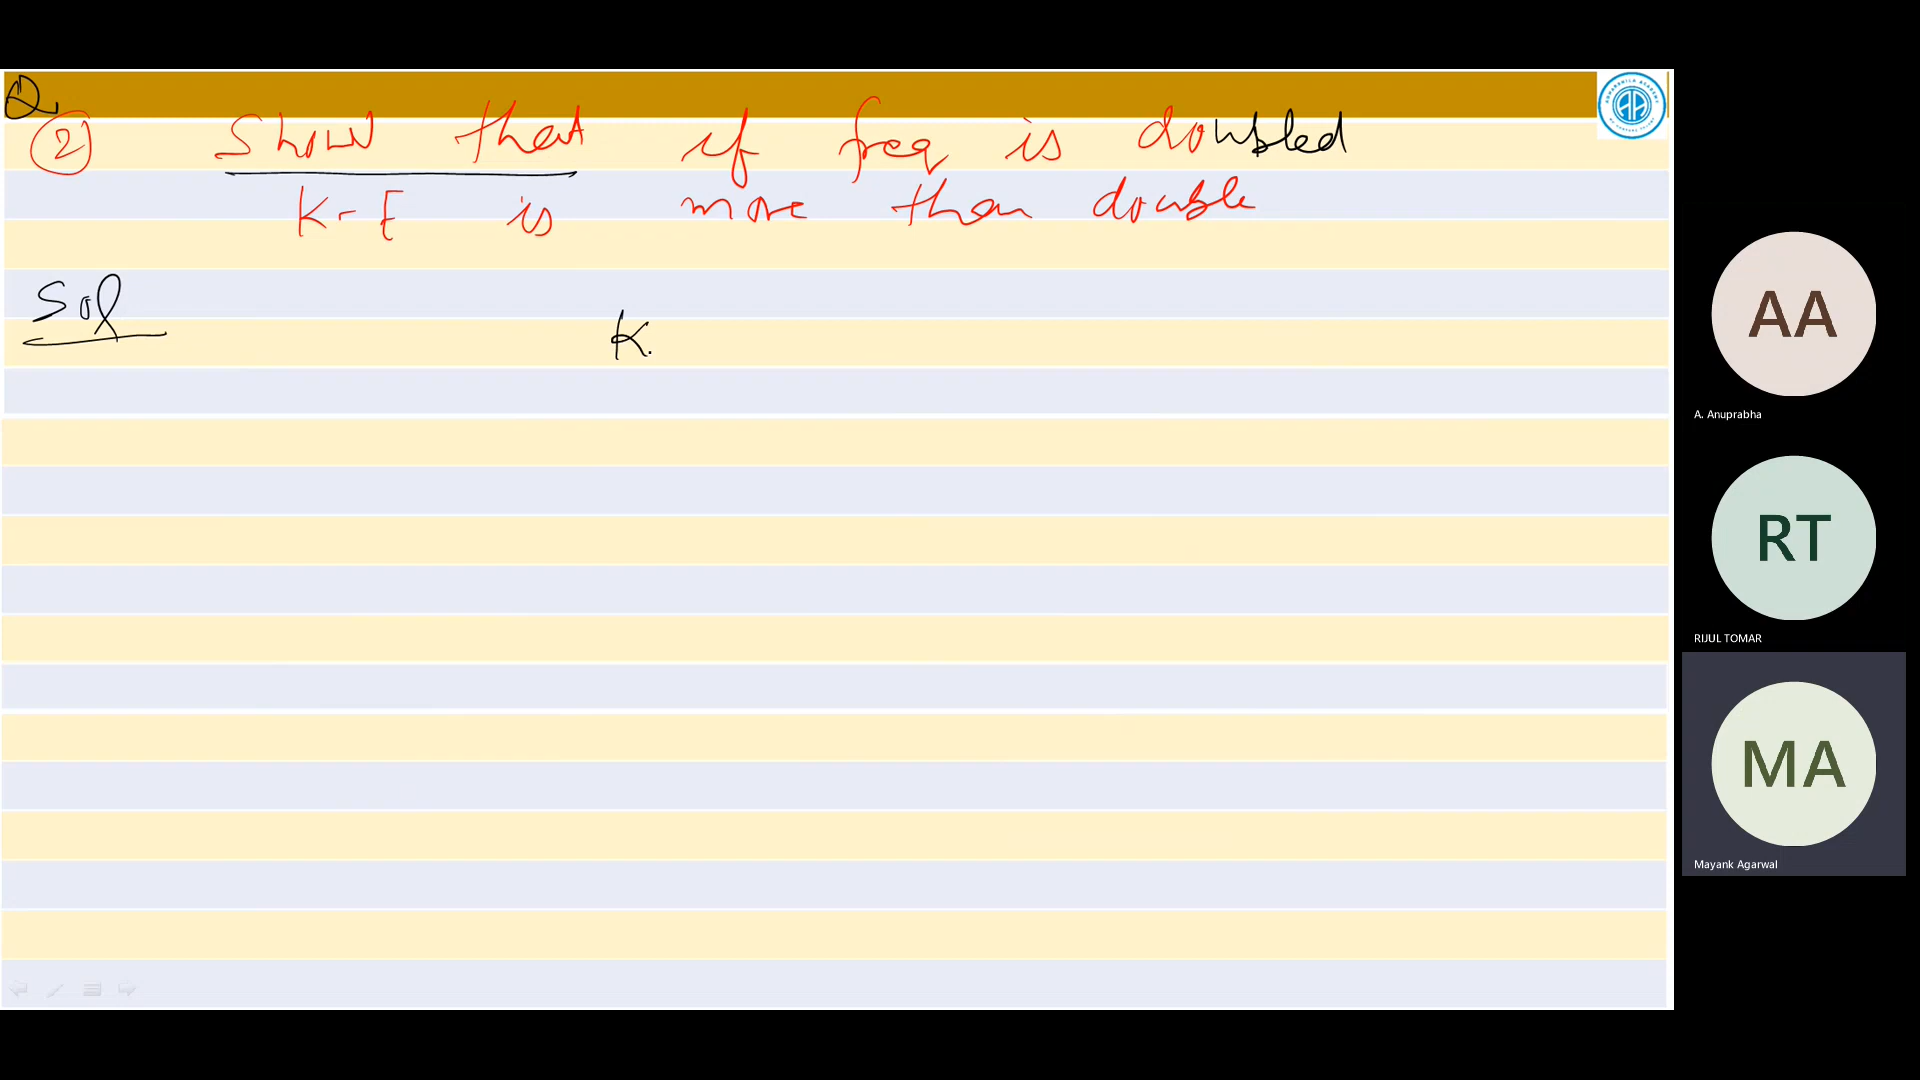 Q.
② Show that if freq is doubled
K-E is more than double
Sol
K.
AA
A. Anuprabha
RT
RIJUL TOMAR
MA
Mayank Agarwal